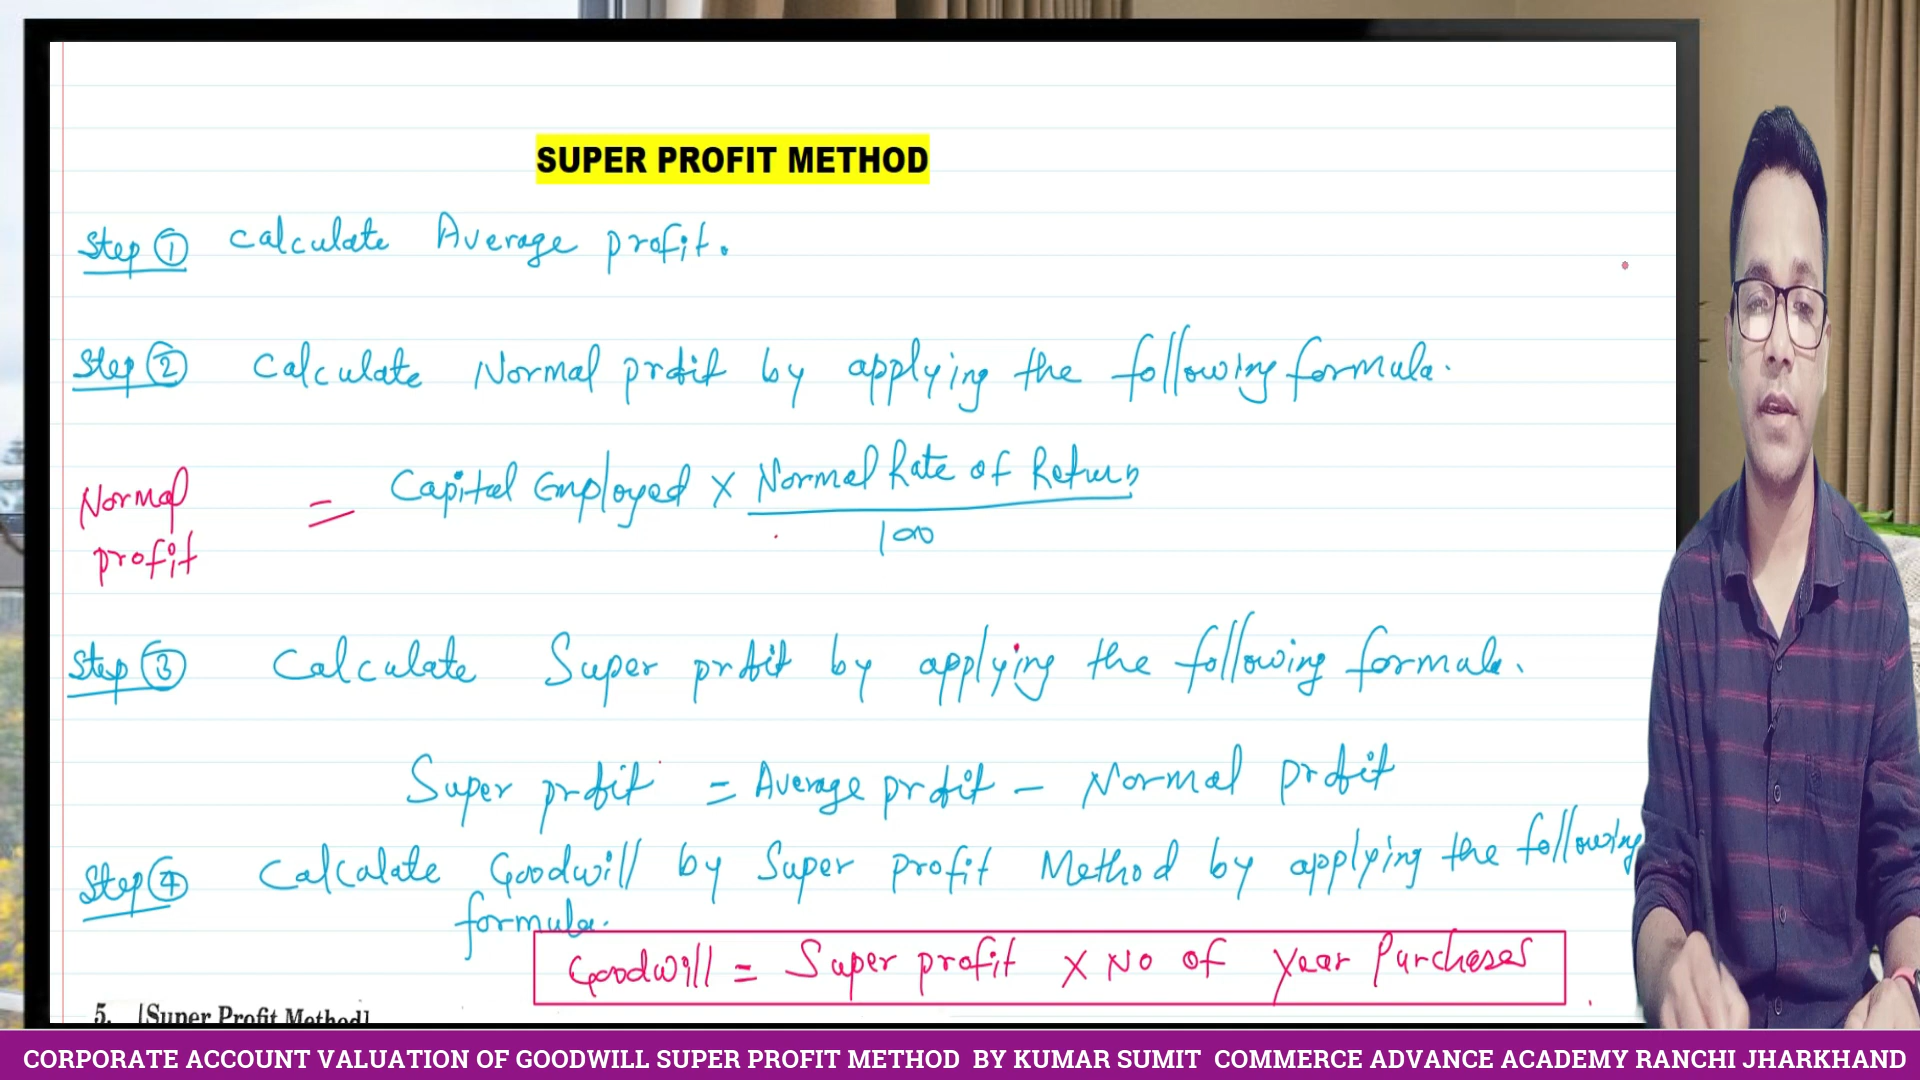 SUPER PROFIT METHOD
Step ① Calculate Average profit.
Step ② Calculate Normal profit by applying the following formula.
Normal profit = Capital Employed × Normal Rate of Return
100
Step ③ Calculate Super profit by applying the following formula.
Super profit = Average profit – Normal profit
Step ④ Calcalate Goodwill by Super profit Method by applying the following
formula.
Goodwill = Super profit × No of Year Purchases
5. [Super Profit Method]
CORPORATE ACCOUNT VALUATION OF GOODWILL SUPER PROFIT METHOD BY KUMAR SUMIT COMMERCE ADVANCE ACADEMY RANCHI JHARKHAND